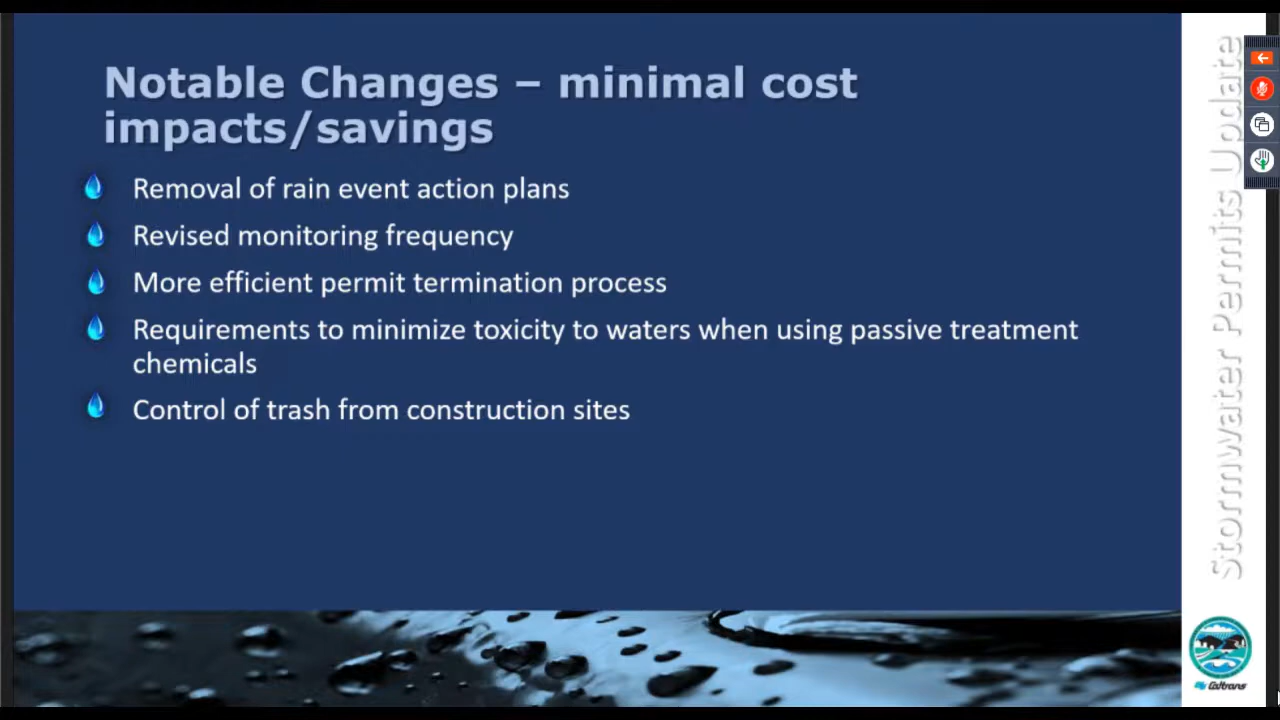 Notable Changes – minimal cost
impacts/savings
Removal of rain event action plans
Revised monitoring frequency
More efficient permit termination process
Requirements to minimize toxicity to waters when using passive treatment
chemicals
Control of trash from construction sites
Stormwater Permits Update
Caltrans